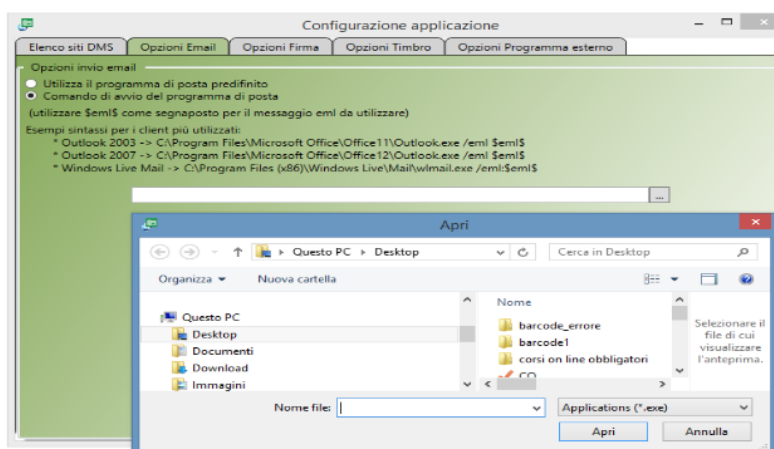 Configurazione applicazione
Elenco siti DMS Opzioni Email Opzioni Firma Opzioni Timbro Opzioni Programma esterno
Opzioni invio email
Utilizza il programma di posta predefinito
Comando di avvio del programma di posta
(utilizzare $eml$ come segnaposto per il messaggio eml da utilizzare)
Esempi sintassi per i client più utilizzati:
* Outlook 2003 -> C:\Program Files\Microsoft Office\Office11\Outlook.exe /eml $eml$
* Outlook 2007 -> C:\Program Files\Microsoft Office\Office12\Outlook.exe /eml $eml$
* Windows Live Mail -> C:\Program Files (x86)\Windows Live\Mail\wlmail.exe /eml:$eml$
...
Apri
Questo PC Desktop Cerca in Desktop
Organizza Nuova cartella
Nome
Questo PC
Desktop
Documenti
Download
Immagini
barcode_errore
barcode1
corsi on line obbligatori
CO
Selezionare il
file di cui
visualizzare
l'anteprima.
Nome file: Applications (*.exe)
Apri Annulla